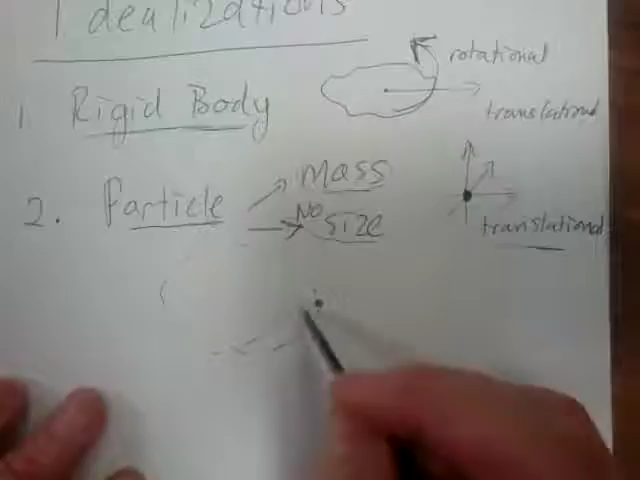 Idealizations
1. Rigid Body
rotational
translational
2. Particle
mass
No size
translational